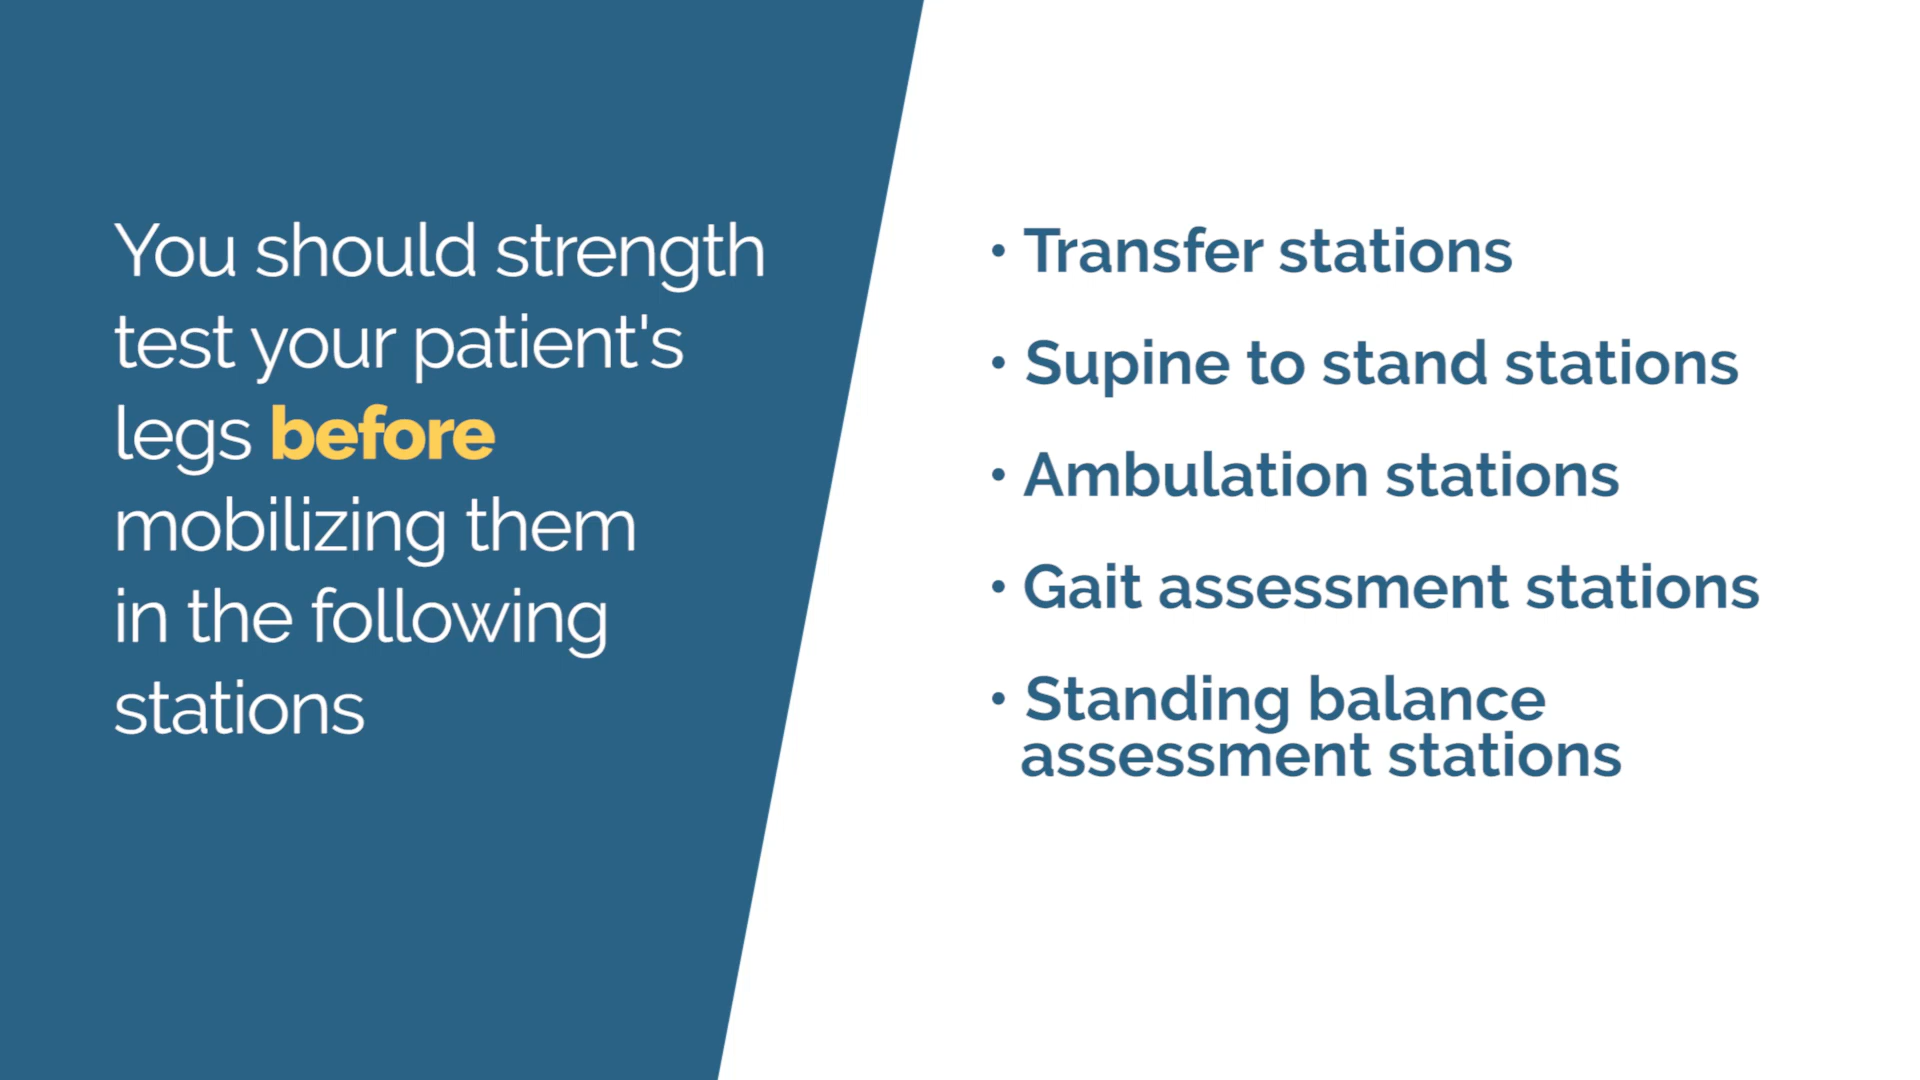 You should strength
test your patient's
legs before
mobilizing them
in the following
stations
• Transfer stations
• Supine to stand stations
• Ambulation stations
• Gait assessment stations
• Standing balance
assessment stations